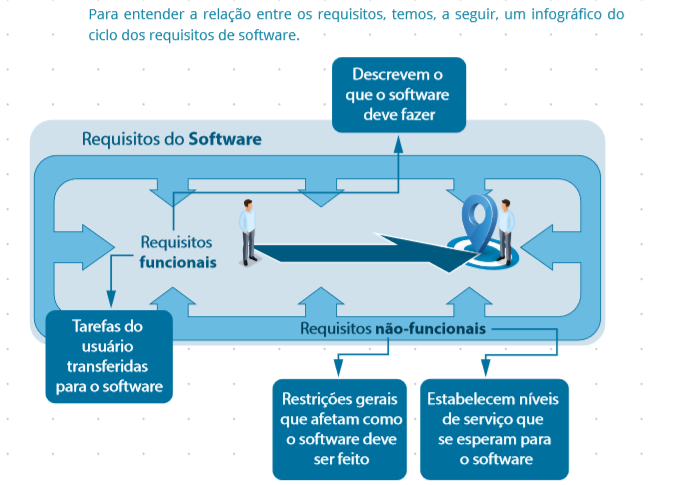 Para entender a relação entre os requisitos, temos, a seguir, um infográfico do
ciclo dos requisitos de software.
Descrevem o
que o software
deve fazer
Requisitos do Software
Requisitos
funcionais
Tarefas do
usuário
transferidas
para o software
Requisitos não-funcionais
Restrições gerais
que afetam como
o software deve
ser feito
Estabelecem níveis
de serviço que
se esperam para
o software